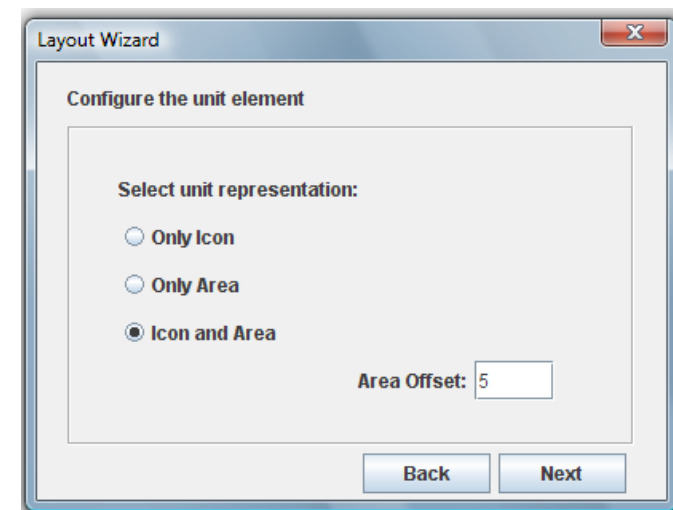 Layout Wizard
Configure the unit element
Select unit representation:
Only Icon
Only Area
Icon and Area
Area Offset: 5
Back Next